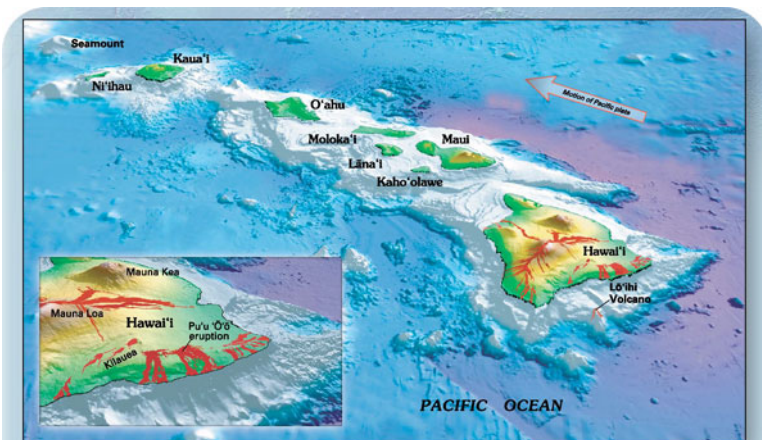 Seamount
Kaua‘i
Ni‘ihau
O‘ahu
Motion of Pacific plate
Moloka‘i
Maui
Lāna‘i
Kaho‘olawe
Hawai‘i
Lō‘ihi
Volcano
Mauna Kea
Mauna Loa
Hawai‘i
Pu‘u ‘Ō‘ō
eruption
Kīlauea
PACIFIC OCEAN